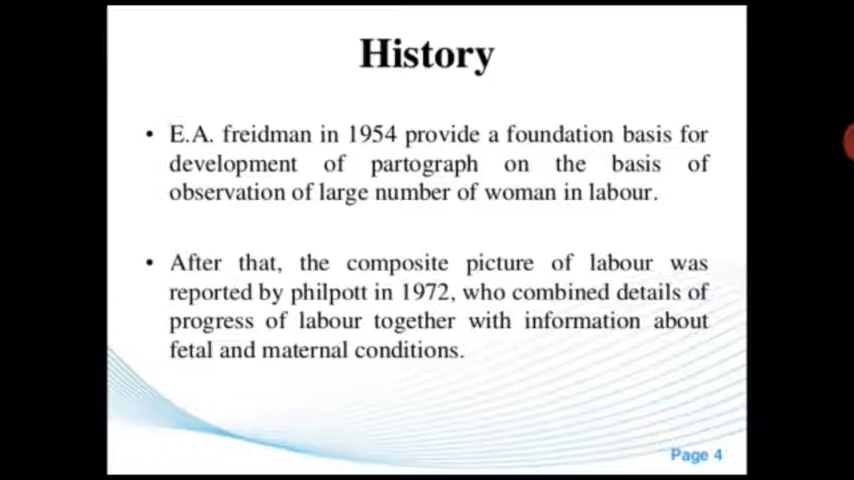 History
• E.A. freidman in 1954 provide a foundation basis for
development of partograph on the basis of
observation of large number of woman in labour.
• After that, the composite picture of labour was
reported by philpott in 1972, who combined details of
progress of labour together with information about
fetal and maternal conditions.
Page 4